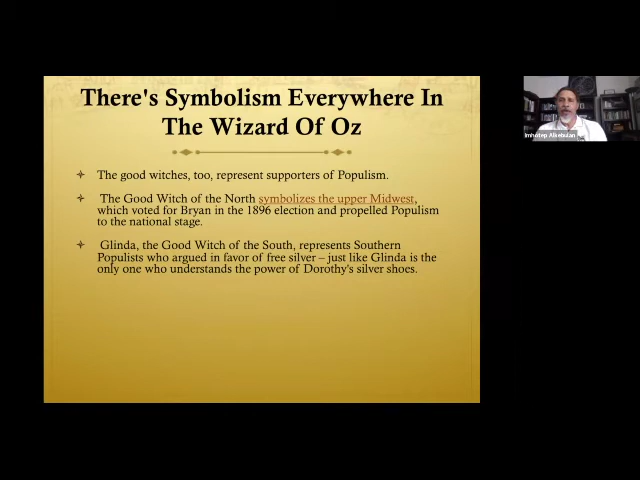 There's Symbolism Everywhere In
The Wizard Of Oz
The good witches, too, represent supporters of Populism.
The Good Witch of the North symbolizes the upper Midwest,
which voted for Bryan in the 1896 election and propelled Populism
to the national stage.
Glinda, the Good Witch of the South, represents Southern
Populists who argued in favor of free silver – just like Glinda is the
only one who understands the power of Dorothy's silver shoes.
Imhotep Alkebulan